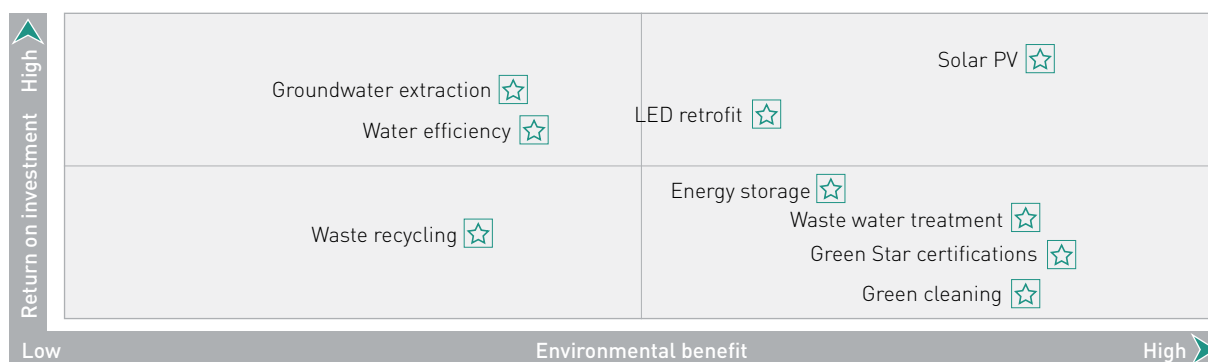 High
Return on investment
Solar PV
Groundwater extraction
LED retrofit
Water efficiency
Energy storage
Waste water treatment
Waste recycling
Green Star certifications
Green cleaning
Low
Environmental benefit
High